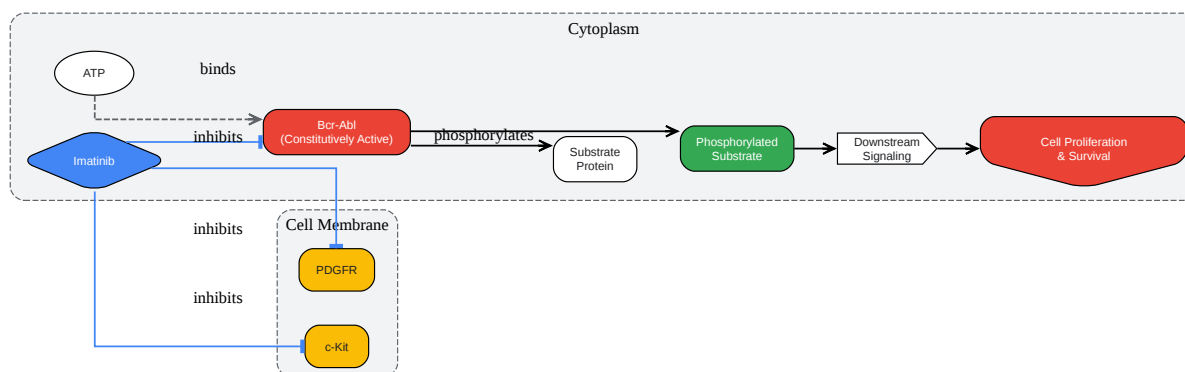 Cytoplasm
ATP
binds
Bcr-Abl
(Constitutively Active)
inhibits
phosphorylates
Imatinib
Substrate
Protein
Phosphorylated
Substrate
Downstream
Signaling
Cell Proliferation
& Survival
inhibits
Cell Membrane
PDGFR
inhibits
c-Kit